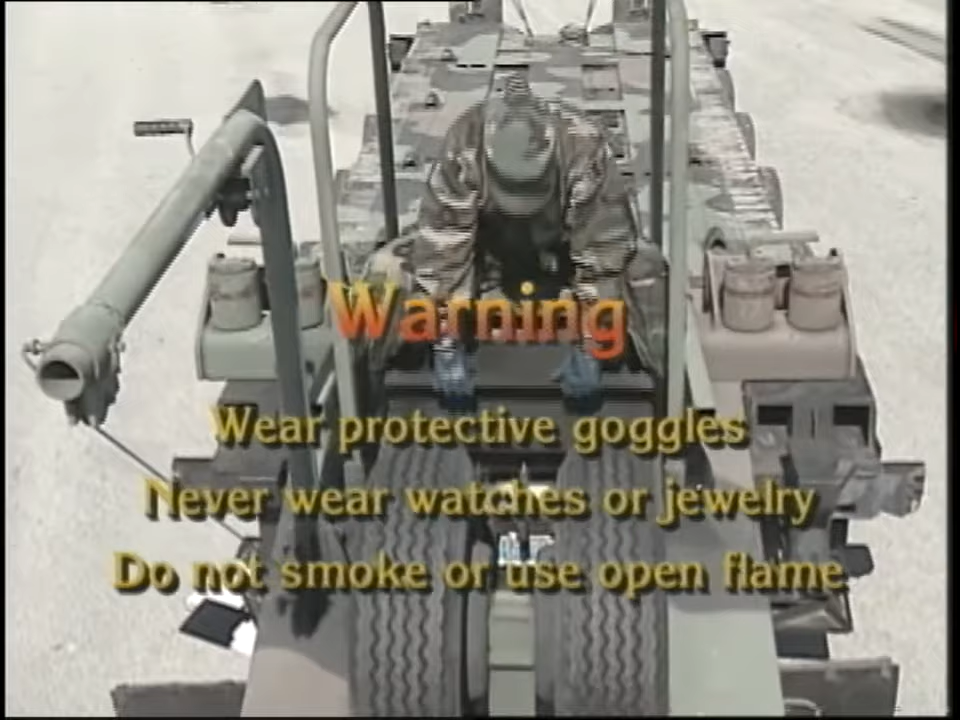 Warning
Wear protective goggles
Never wear watches or jewelry
Do not smoke or use open flame